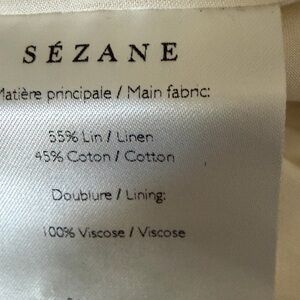 SÉZANE
Matière principale / Main fabric:
55% Lin / Linen
45% Coton / Cotton
Doublure / Lining:
100% Viscose / Viscose